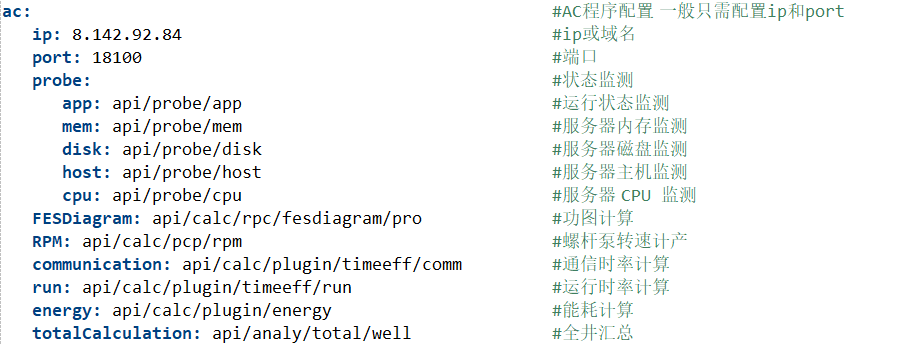 ac: #AC程序配置 一般只需配置ip和port
ip: 8.142.92.84 #ip或域名
port: 18100 #端口
probe: #状态监测
app: api/probe/app #运行状态监测
mem: api/probe/mem #服务器内存监测
disk: api/probe/disk #服务器磁盘监测
host: api/probe/host #服务器主机监测
cpu: api/probe/cpu #服务器 CPU 监测
FESDiagram: api/calc/rpc/fesdiagram/pro #功图计算
RPM: api/calc/pcp/rpm #螺杆泵转速计产
communication: api/calc/plugin/timeeff/comm #通信时率计算
run: api/calc/plugin/timeeff/run #运行时率计算
energy: api/calc/plugin/energy #能耗计算
totalCalculation: api/analy/total/well #全井汇总